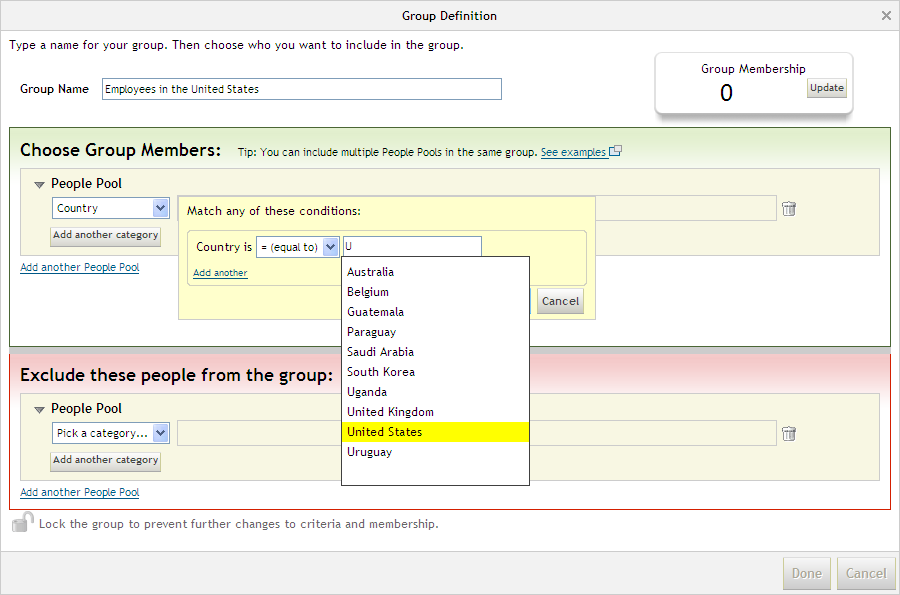 Group Definition
Type a name for your group. Then choose who you want to include in the group.
Group Membership
0
Update
Group Name
Employees in the United States
Choose Group Members:
Tip: You can include multiple People Pools in the same group. See examples
People Pool
Country
Add another category
Add another People Pool
Match any of these conditions:
Country is = (equal to) U
Add another
Australia
Belgium
Guatemala
Paraguay
Saudi Arabia
South Korea
Uganda
United Kingdom
United States
Uruguay
Cancel
Exclude these people from the group:
People Pool
Pick a category...
Add another category
Add another People Pool
Lock the group to prevent further changes to criteria and membership.
Done
Cancel